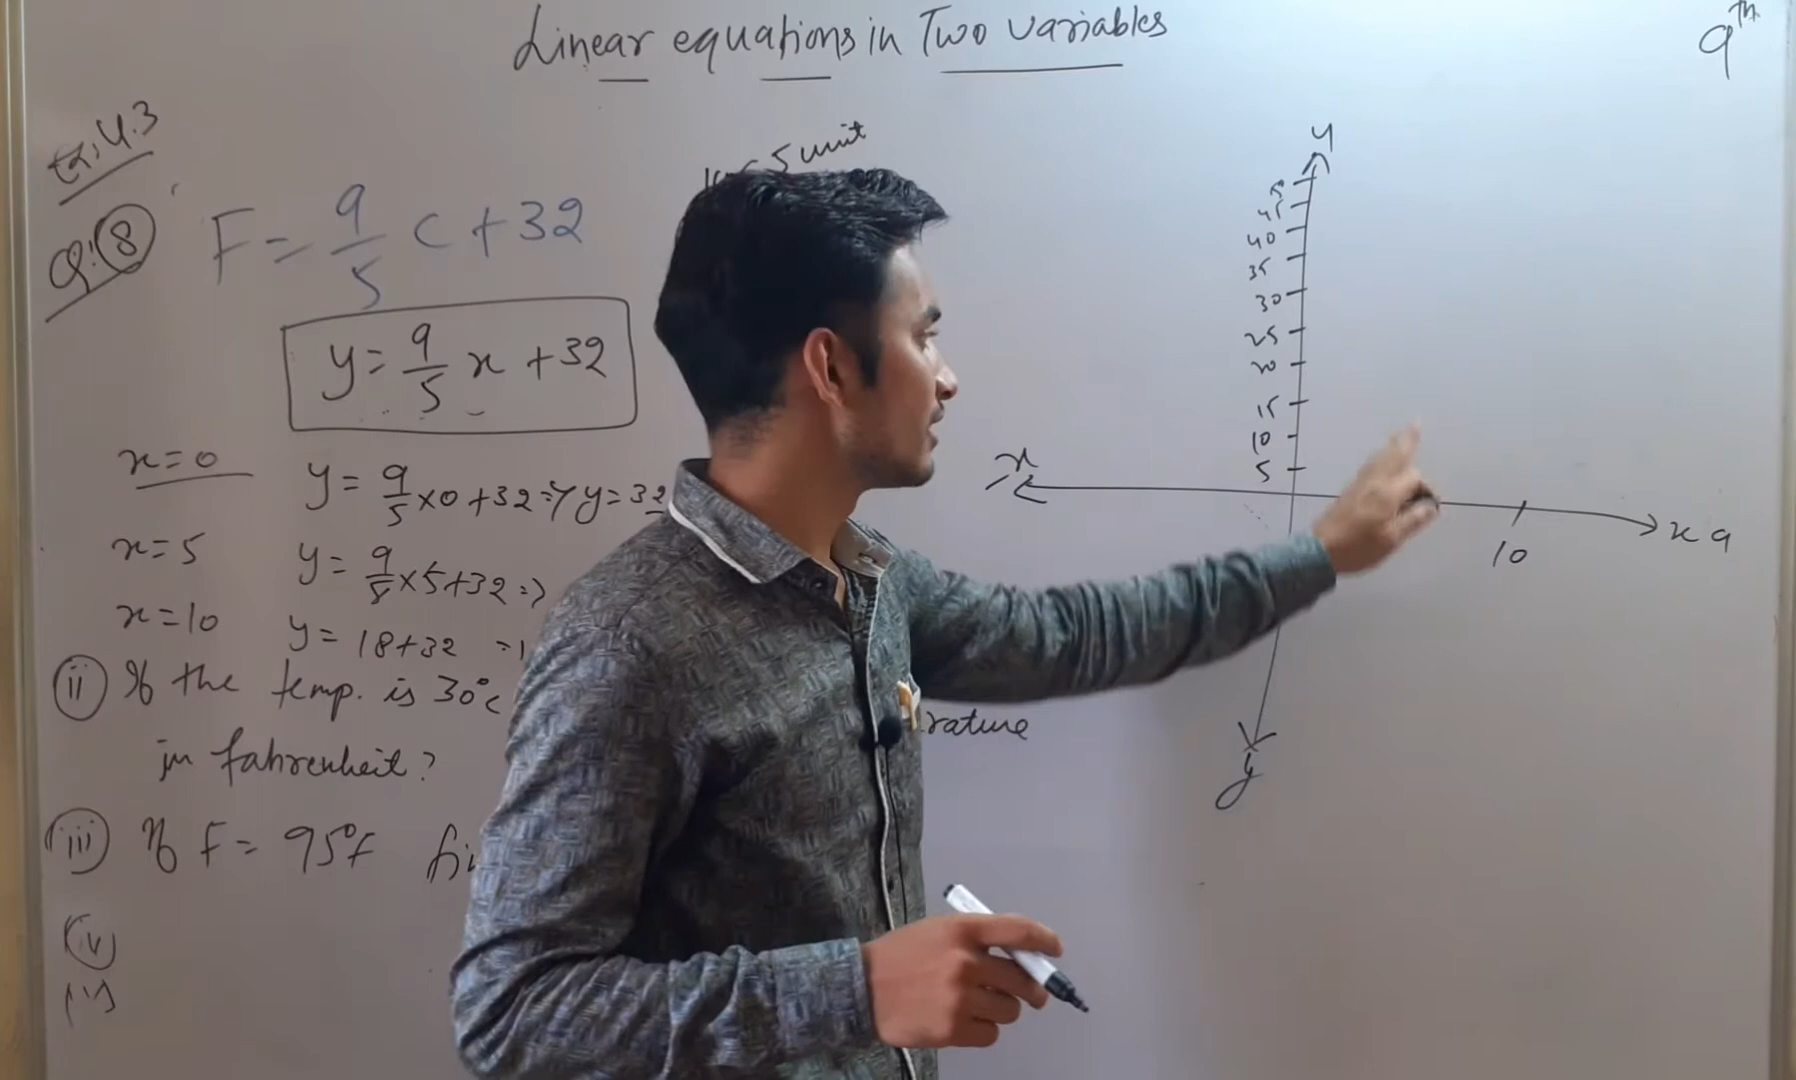 Linear equations in Two variables
9th
Ex: 4.3
Q: 8
F = 9/5 C + 32
5 unit
y = 9/5 x + 32
x = 0 y = 9/5 × 0 + 32 => y = 32
x = 5 y = 9/5 × 5 + 32 =>
x = 10 y = 18 + 32 =>
(ii) If the temp. is 30°C
rature
in fahrenheit?
(iii) If F = 95°F
(iv)
(v)
y
50
45
40
35
30
25
20
15
10
5
x
10
x
y